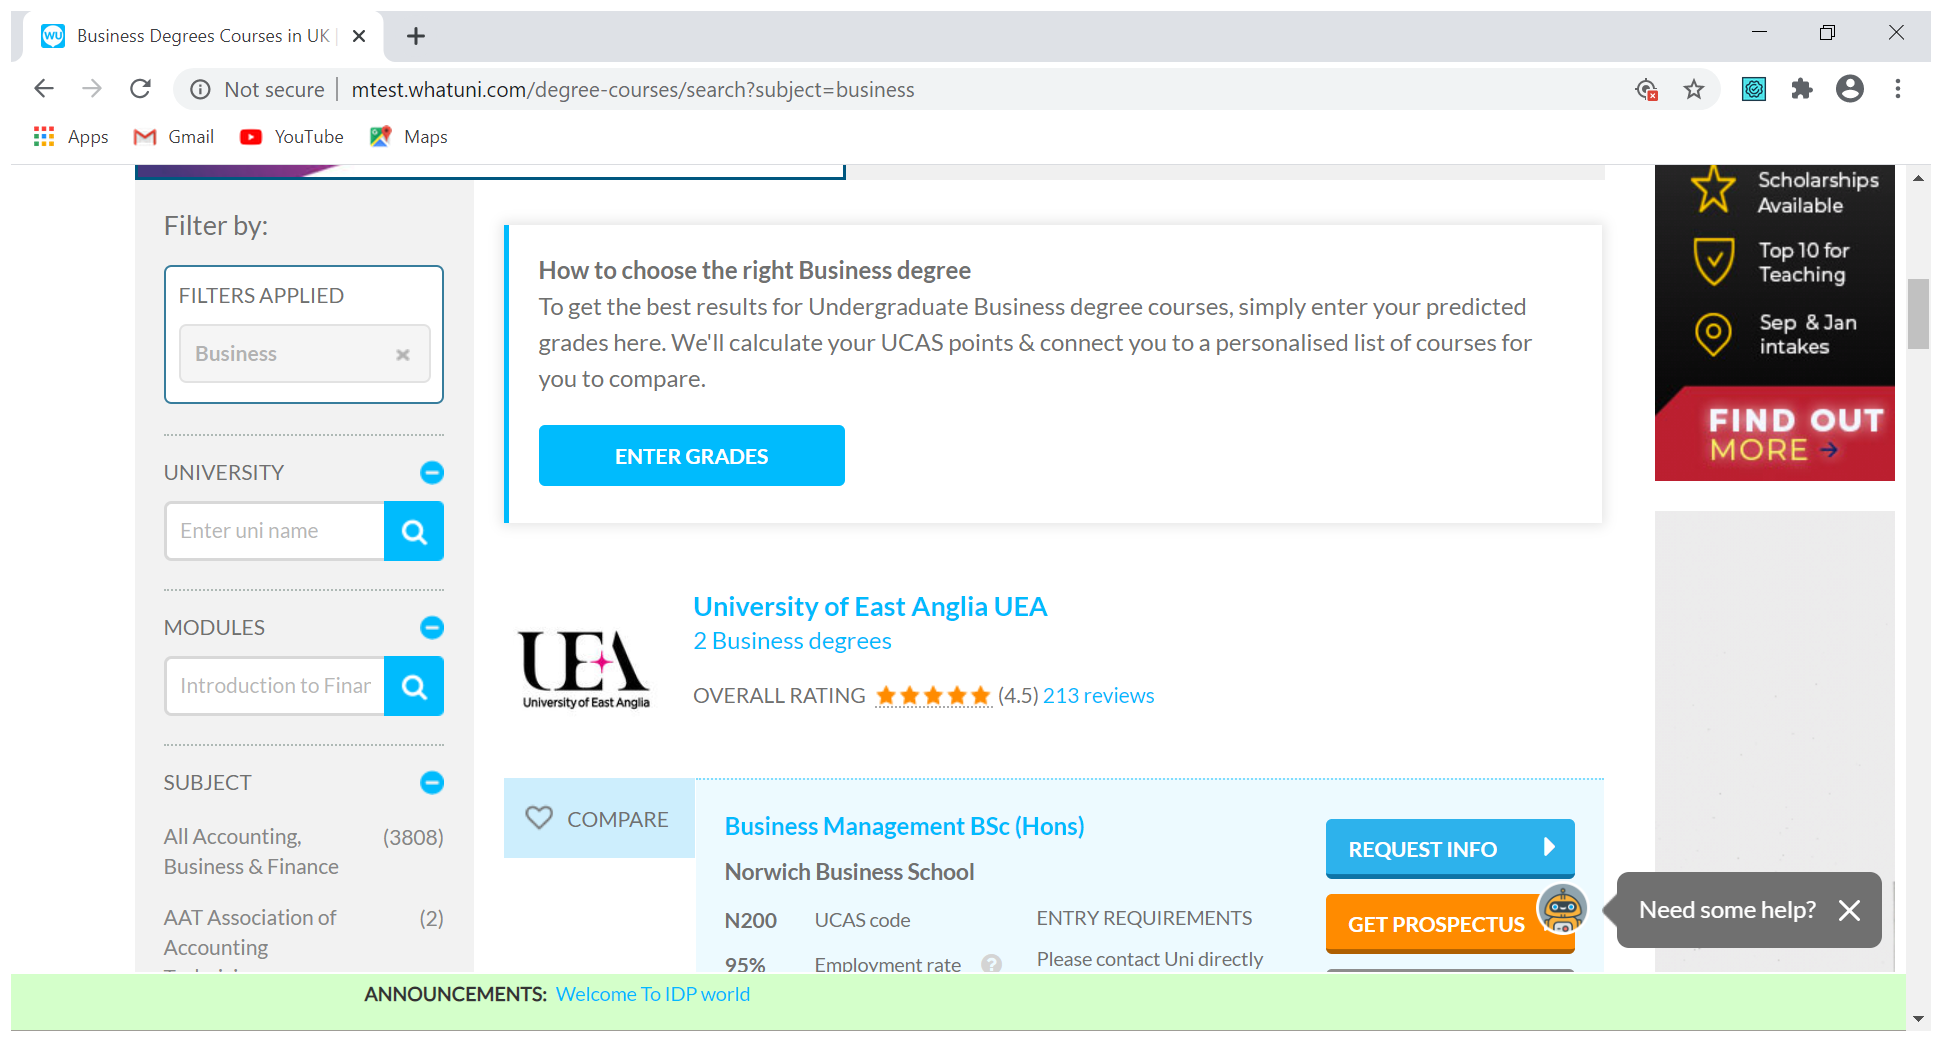 WU Business Degrees Courses in UK |
Not secure | mtest.whatuni.com/degree-courses/search?subject=business
Apps Gmail YouTube Maps
Filter by:
FILTERS APPLIED
Business
UNIVERSITY
Enter uni name
MODULES
Introduction to Finar
SUBJECT
All Accounting, (3808)
Business & Finance
AAT Association of (2)
Accounting
How to choose the right Business degree
To get the best results for Undergraduate Business degree courses, simply enter your predicted
grades here. We'll calculate your UCAS points & connect you to a personalised list of courses for
you to compare.
ENTER GRADES
UEA
University of East Anglia
University of East Anglia UEA
2 Business degrees
OVERALL RATING (4.5) 213 reviews
COMPARE
Business Management BSc (Hons)
Norwich Business School
N200 UCAS code
95% Employment rate ?
ENTRY REQUIREMENTS
Please contact Uni directly
REQUEST INFO
GET PROSPECTUS
Scholarships
Available
Top 10 for
Teaching
Sep & Jan
intakes
FIND OUT
MORE →
Need some help?
ANNOUNCEMENTS: Welcome To IDP world